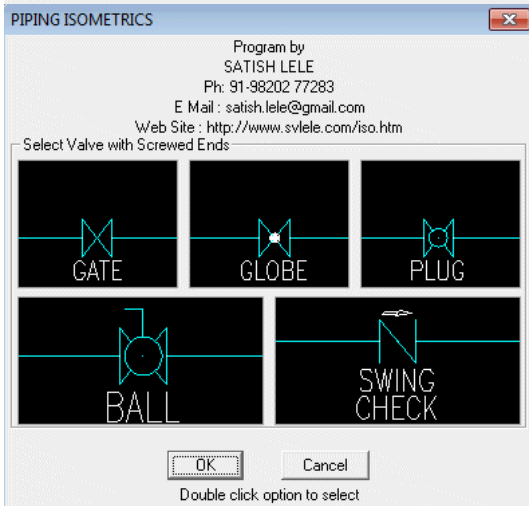 PIPING ISOMETRICS
Program by
SATISH LELE
Ph: 91-98202 77283
E Mail : satish.lele@gmail.com
Web Site : http://www.svlele.com/iso.htm
Select Valve with Screwed Ends
GATE
GLOBE
PLUG
BALL
SWING
CHECK
OK
Cancel
Double click option to select